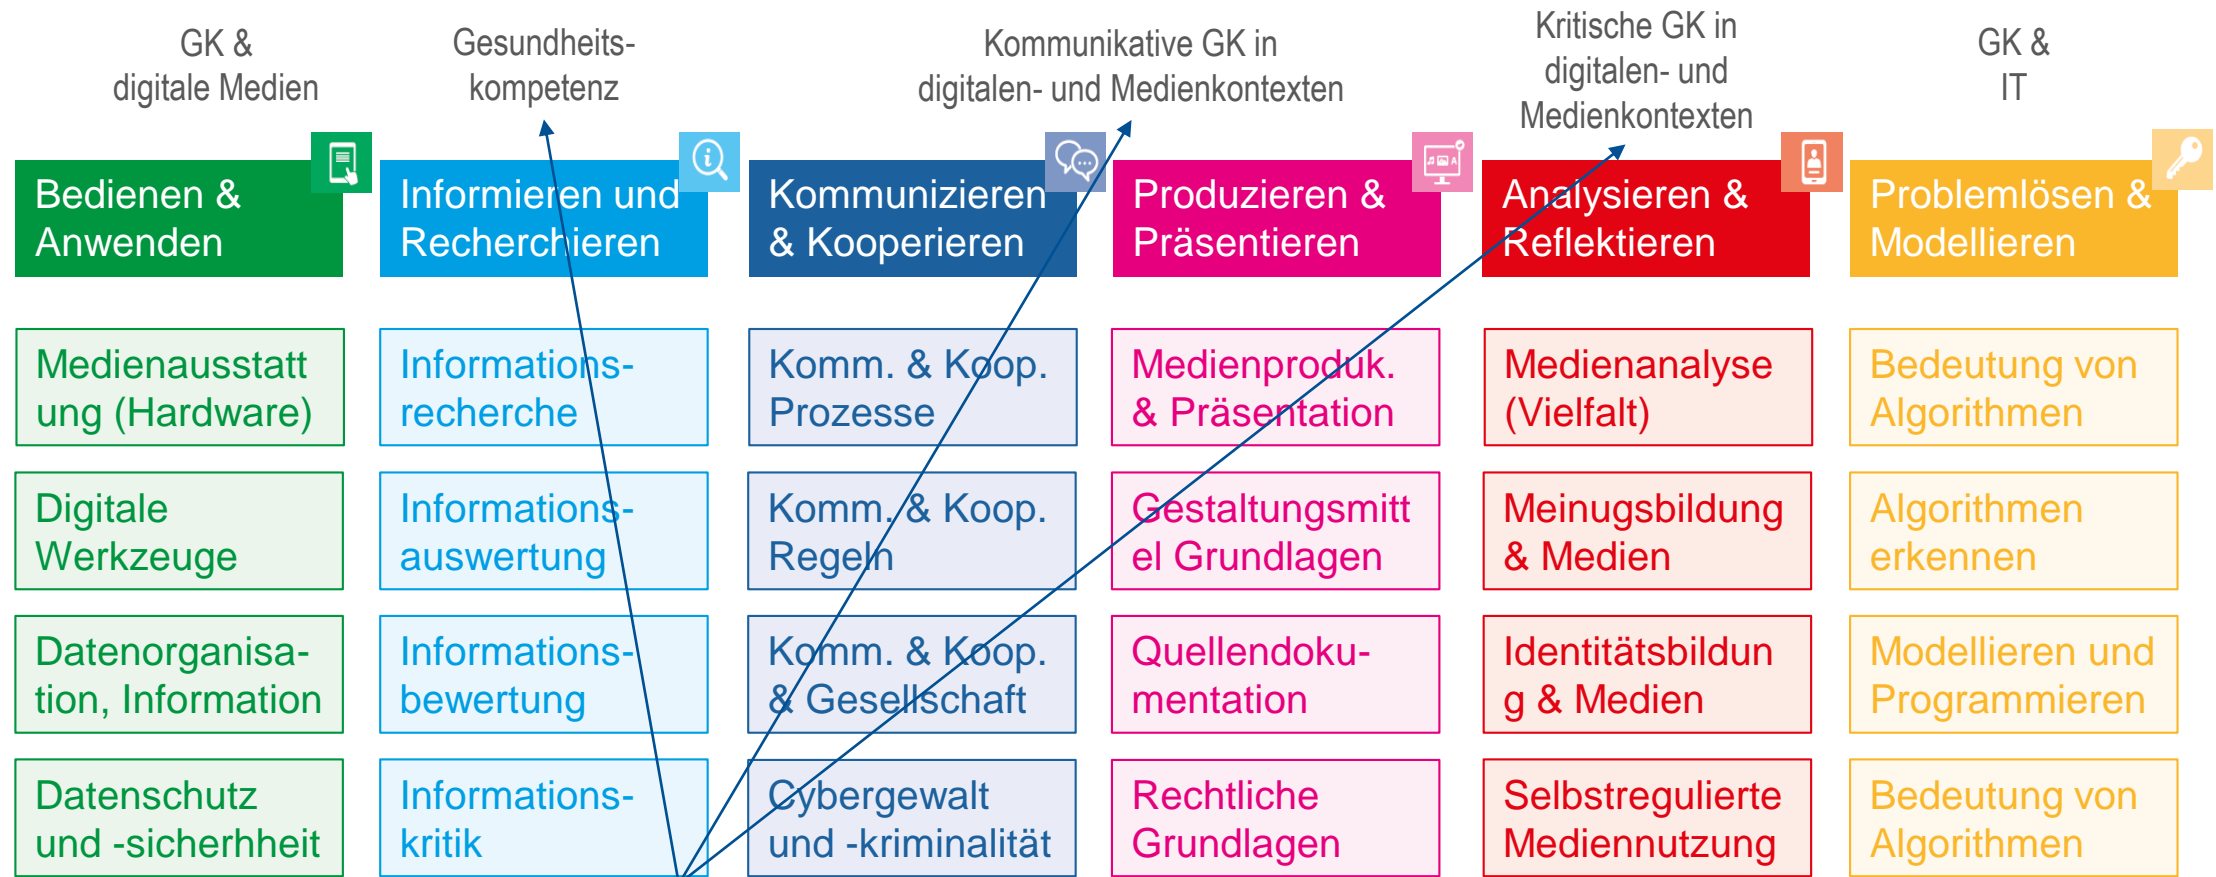 GK &
digitale Medien
Gesundheits-
kompetenz
Kommunikative GK in
digitalen- und Medienkontexten
Kritische GK in
digitalen- und
Medienkontexten
GK &
IT
Bedienen &
Anwenden
Informieren und
Recherchieren
Kommunizieren
& Kooperieren
Produzieren &
Präsentieren
Analysieren &
Reflektieren
Problemlösen &
Modellieren
Medienausstatt
ung (Hardware)
Informations-
recherche
Komm. & Koop.
Prozesse
Medienproduk.
& Präsentation
Medienanalyse
(Vielfalt)
Bedeutung von
Algorithmen
Digitale
Werkzeuge
Informations-
auswertung
Komm. & Koop.
Regeln
Gestaltungsmitt
el Grundlagen
Meinugsbildung
& Medien
Algorithmen
erkennen
Datenorganisa-
tion, Information
Informations-
bewertung
Komm. & Koop.
& Gesellschaft
Quellendoku-
mentation
Identitätsbildun
g & Medien
Modellieren und
Programmieren
Datenschutz
und -sicherhheit
Informations-
kritik
Cybergewalt
und -kriminalität
Rechtliche
Grundlagen
Selbstregulierte
Mediennutzung
Bedeutung von
Algorithmen